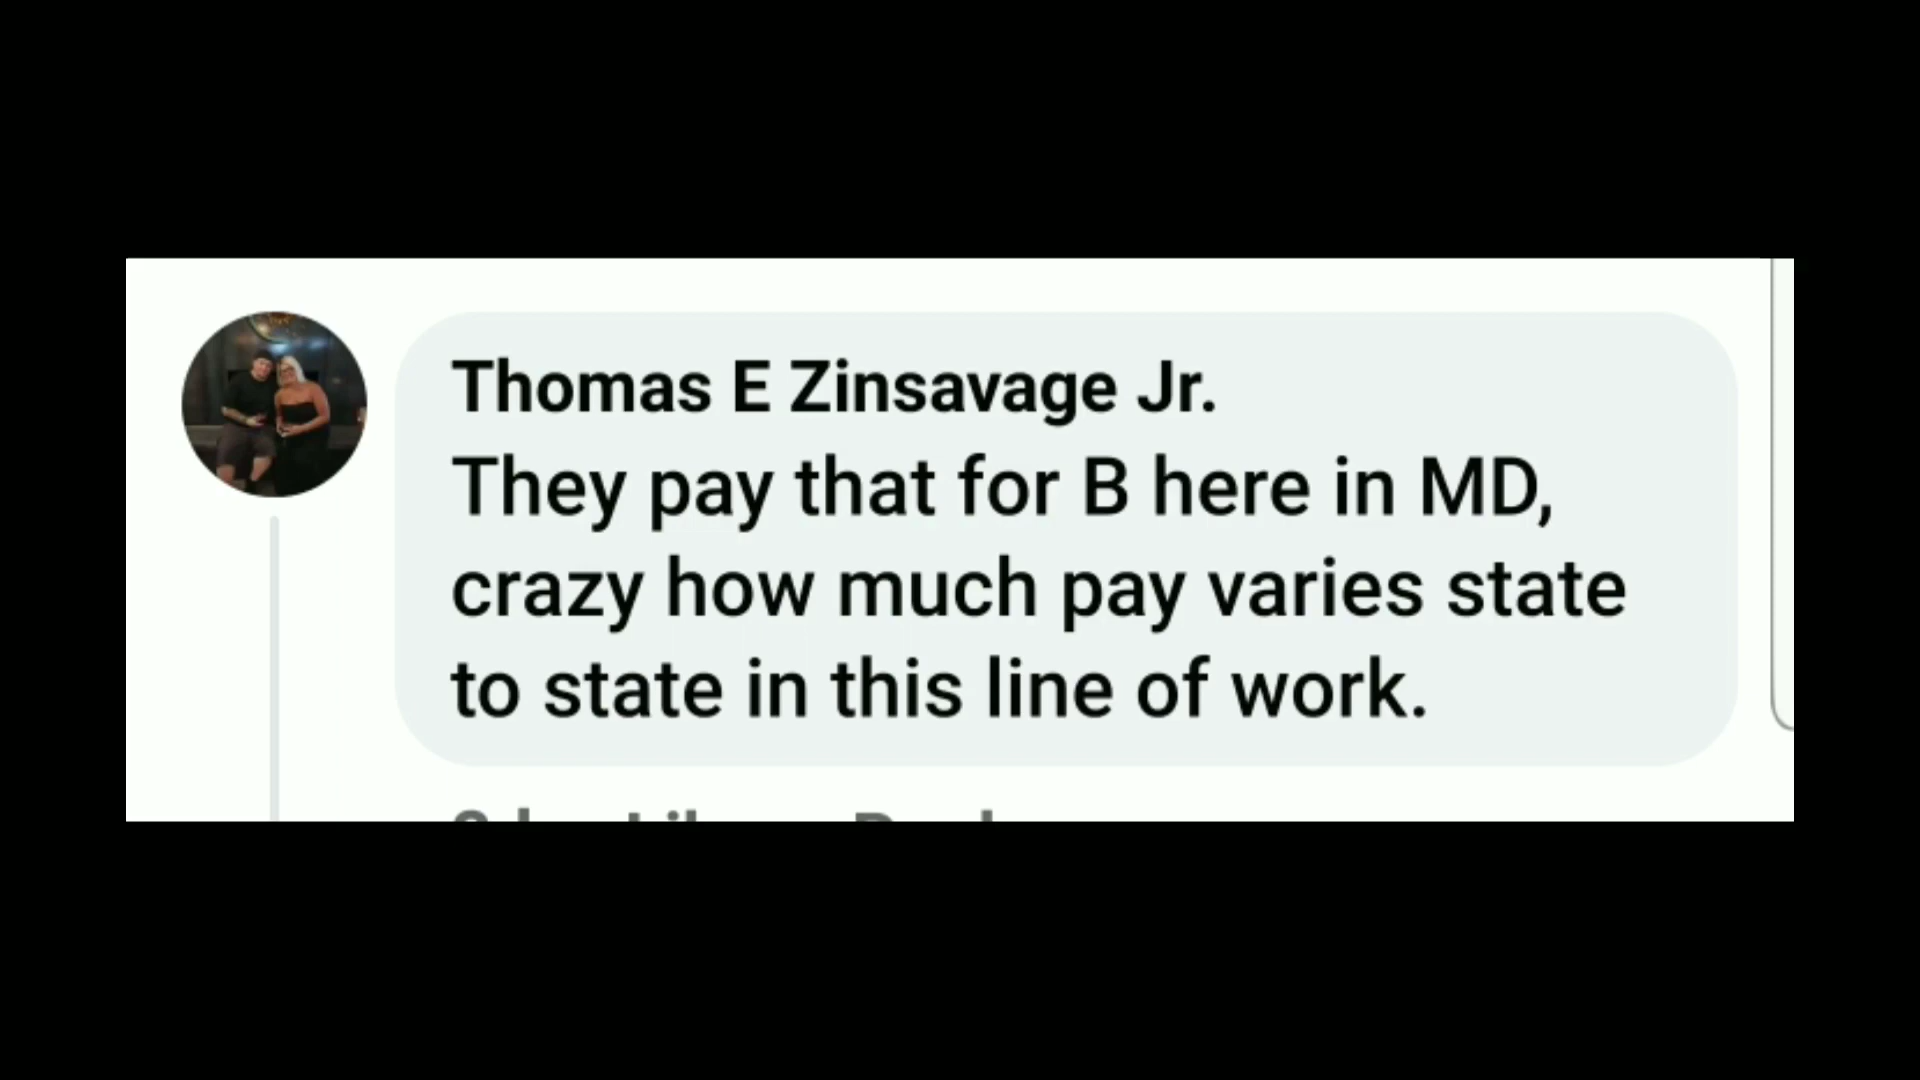 Thomas E Zinsavage Jr.
They pay that for B here in MD,
crazy how much pay varies state
to state in this line of work.